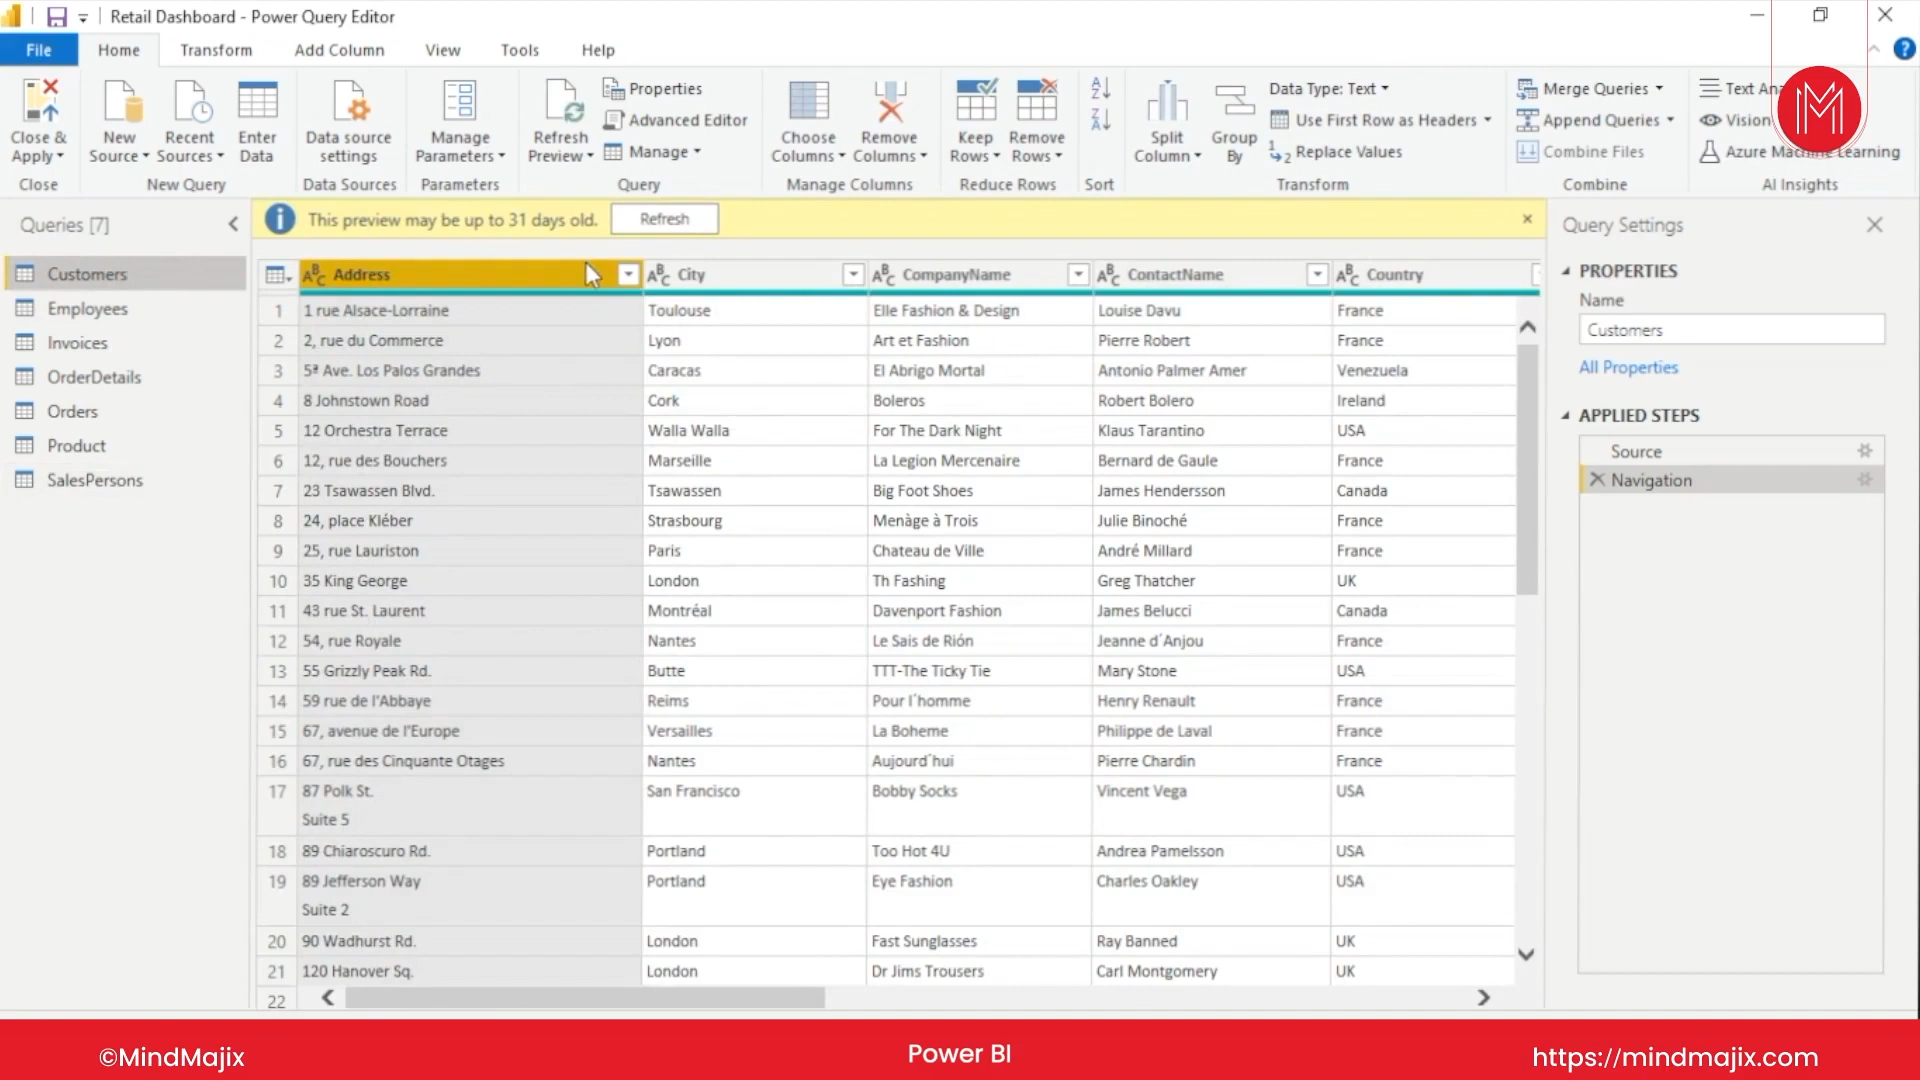 Retail Dashboard - Power Query Editor
File Home Transform Add Column View Tools Help
Close & Apply
Close
New Source
Recent Sources
Enter Data
New Query
Data source settings
Data Sources
Manage Parameters
Parameters
Refresh Preview
Properties
Advanced Editor
Manage
Query
Choose Columns
Remove Columns
Manage Columns
Keep Rows
Remove Rows
Reduce Rows
Sort
Split Column
Group By
Data Type: Text
Use First Row as Headers
Replace Values
Transform
Merge Queries
Append Queries
Combine Files
Combine
Text
Vision
Azure Machine Learning
AI Insights
Queries [7]
Customers
Employees
Invoices
OrderDetails
Orders
Product
SalesPersons
This preview may be up to 31 days old. Refresh
Address City CompanyName ContactName Country
1 1 rue Alsace-Lorraine Toulouse Elle Fashion & Design Louise Davu France
2 2, rue du Commerce Lyon Art et Fashion Pierre Robert France
3 5ª Ave. Los Palos Grandes Caracas El Abrigo Mortal Antonio Palmer Amer Venezuela
4 8 Johnstown Road Cork Boleros Robert Bolero Ireland
5 12 Orchestra Terrace Walla Walla For The Dark Night Klaus Tarantino USA
6 12, rue des Bouchers Marseille La Legion Mercenaire Bernard de Gaule France
7 23 Tsawassen Blvd. Tsawassen Big Foot Shoes James Hendersson Canada
8 24, place Kléber Strasbourg Menàge à Trois Julie Binoché France
9 25, rue Lauriston Paris Chateau de Ville André Millard France
10 35 King George London Th Fashing Greg Thatcher UK
11 43 rue St. Laurent Montréal Davenport Fashion James Belucci Canada
12 54, rue Royale Nantes Le Sais de Rión Jeanne d´Anjou France
13 55 Grizzly Peak Rd. Butte TTT-The Ticky Tie Mary Stone USA
14 59 rue de l'Abbaye Reims Pour l´homme Henry Renault France
15 67, avenue de l'Europe Versailles La Boheme Philippe de Laval France
16 67, rue des Cinquante Otages Nantes Aujourd´hui Pierre Chardin France
17 87 Polk St. San Francisco Bobby Socks Vincent Vega USA
Suite 5
18 89 Chiaroscuro Rd. Portland Too Hot 4U Andrea Pamelsson USA
19 89 Jefferson Way Portland Eye Fashion Charles Oakley USA
Suite 2
20 90 Wadhurst Rd. London Fast Sunglasses Ray Banned UK
21 120 Hanover Sq. London Dr Jims Trousers Carl Montgomery UK
22
Query Settings
PROPERTIES
Name
Customers
All Properties
APPLIED STEPS
Source
Navigation
©MindMajix Power BI https://mindmajix.com